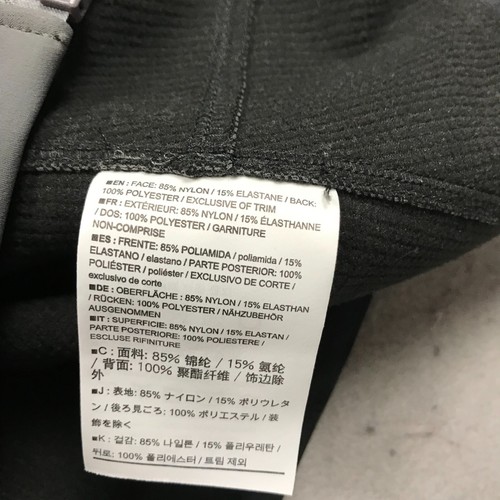 ■EN : FACE: 85% NYLON / 15% ELASTANE / BACK:
100% POLYESTER / EXCLUSIVE OF TRIM
■FR : EXTÉRIEUR: 85% NYLON / 15% ÉLASTHANNE
/ DOS: 100% POLYESTER / GARNITURE
NON-COMPRISE
■ES : FRENTE: 85% POLIAMIDA / poliamida / 15%
ELASTANO / elastano / PARTE POSTERIOR: 100%
POLIÉSTER / poliéster / EXCLUSIVO DE CORTE /
exclusivo de corte
■DE : OBERFLÄCHE : 85% NYLON / 15% ELASTHAN
/ RÜCKEN: 100% POLYESTER / NÄHZUBEHÖR
AUSGENOMMEN
■IT : SUPERFICIE: 85% NYLON / 15% ELASTAN /
PARTE POSTERIORE: 100% POLIESTERE /
ESCLUSE RIFINITURE
■C : 面料: 85% 锦纶 / 15% 氨纶
/ 背面: 100% 聚酯纤维 / 饰边除
外
■J : 表地: 85% ナイロン / 15% ポリウレタ
ン / 後ろ見ごろ: 100% ポリエステル / 装
飾を除く
■K : 겉감: 85% 나일론 / 15% 폴리우레탄 /
뒤로: 100% 폴리에스터 / 트림 제외